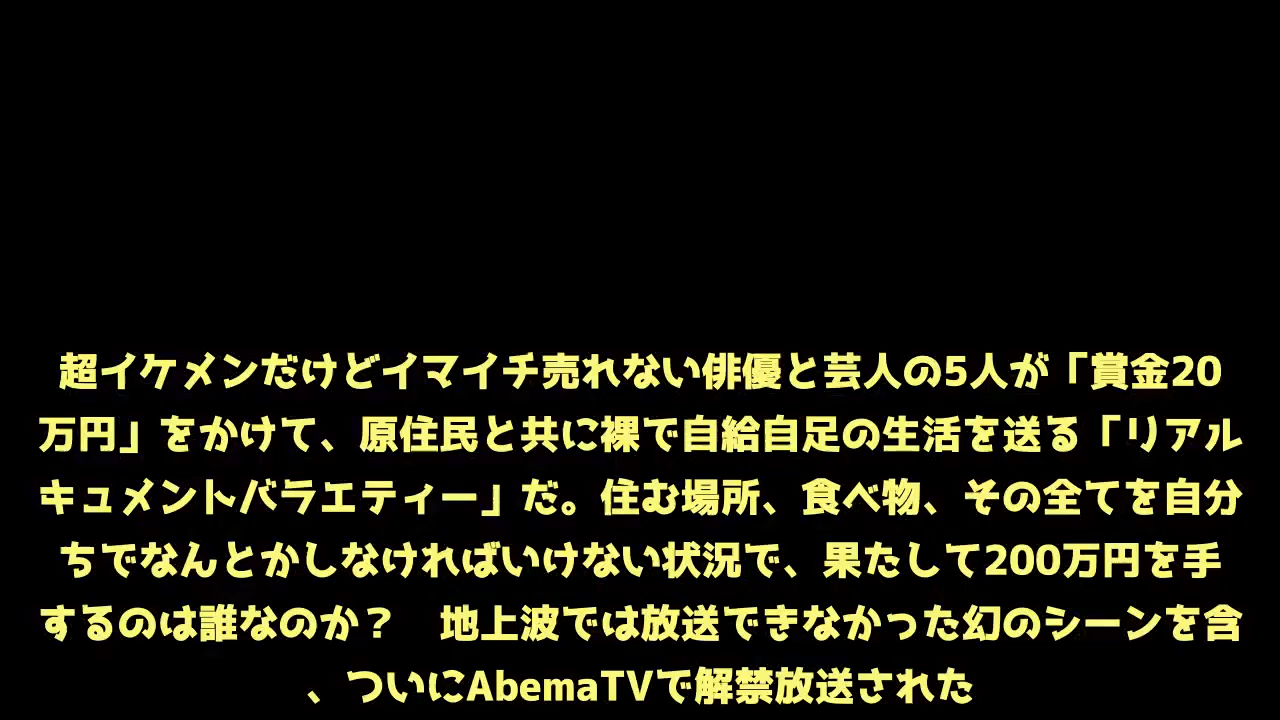 超イケメンだけどイマイチ売れない俳優と芸人の5人が「賞金20
万円」をかけて、原住民と共に裸で自給自足の生活を送る「リアル
キュメントバラエティー」だ。住む場所、食べ物、その全てを自分
ちでなんとかしなければいけない状況で、果たして200万円を手
するのは誰なのか？　地上波では放送できなかった幻のシーンを含
、ついにAbemaTVで解禁放送された